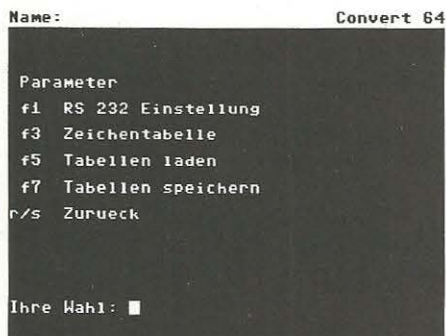 Name: Convert 64
Parameter
f1 RS 232 Einstellung
f3 Zeichentabelle
f5 Tabellen laden
f7 Tabellen speichern
r/s Zurueck
Ihre Wahl: